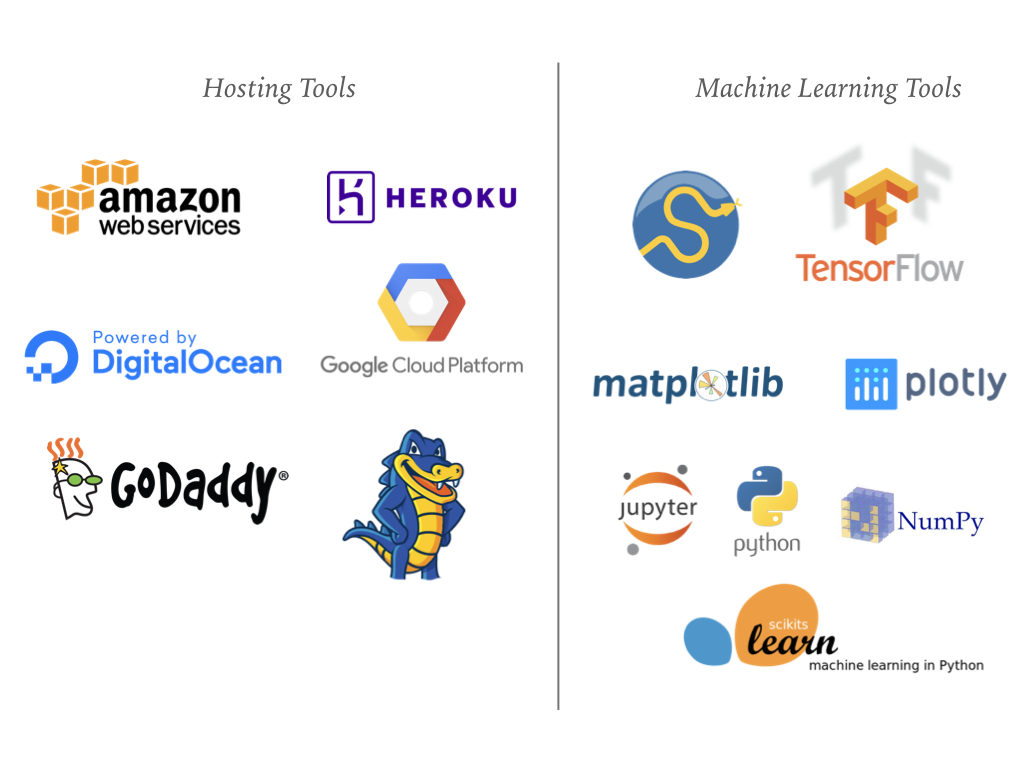 Hosting Tools
amazon
web services
HEROKU
Powered by
DigitalOcean
Google Cloud Platform
GoDaddy®
Machine Learning Tools
TF
TensorFlow
matplotlib
plotly
jupyter
python
NumPy
scikits
learn
machine learning in Python